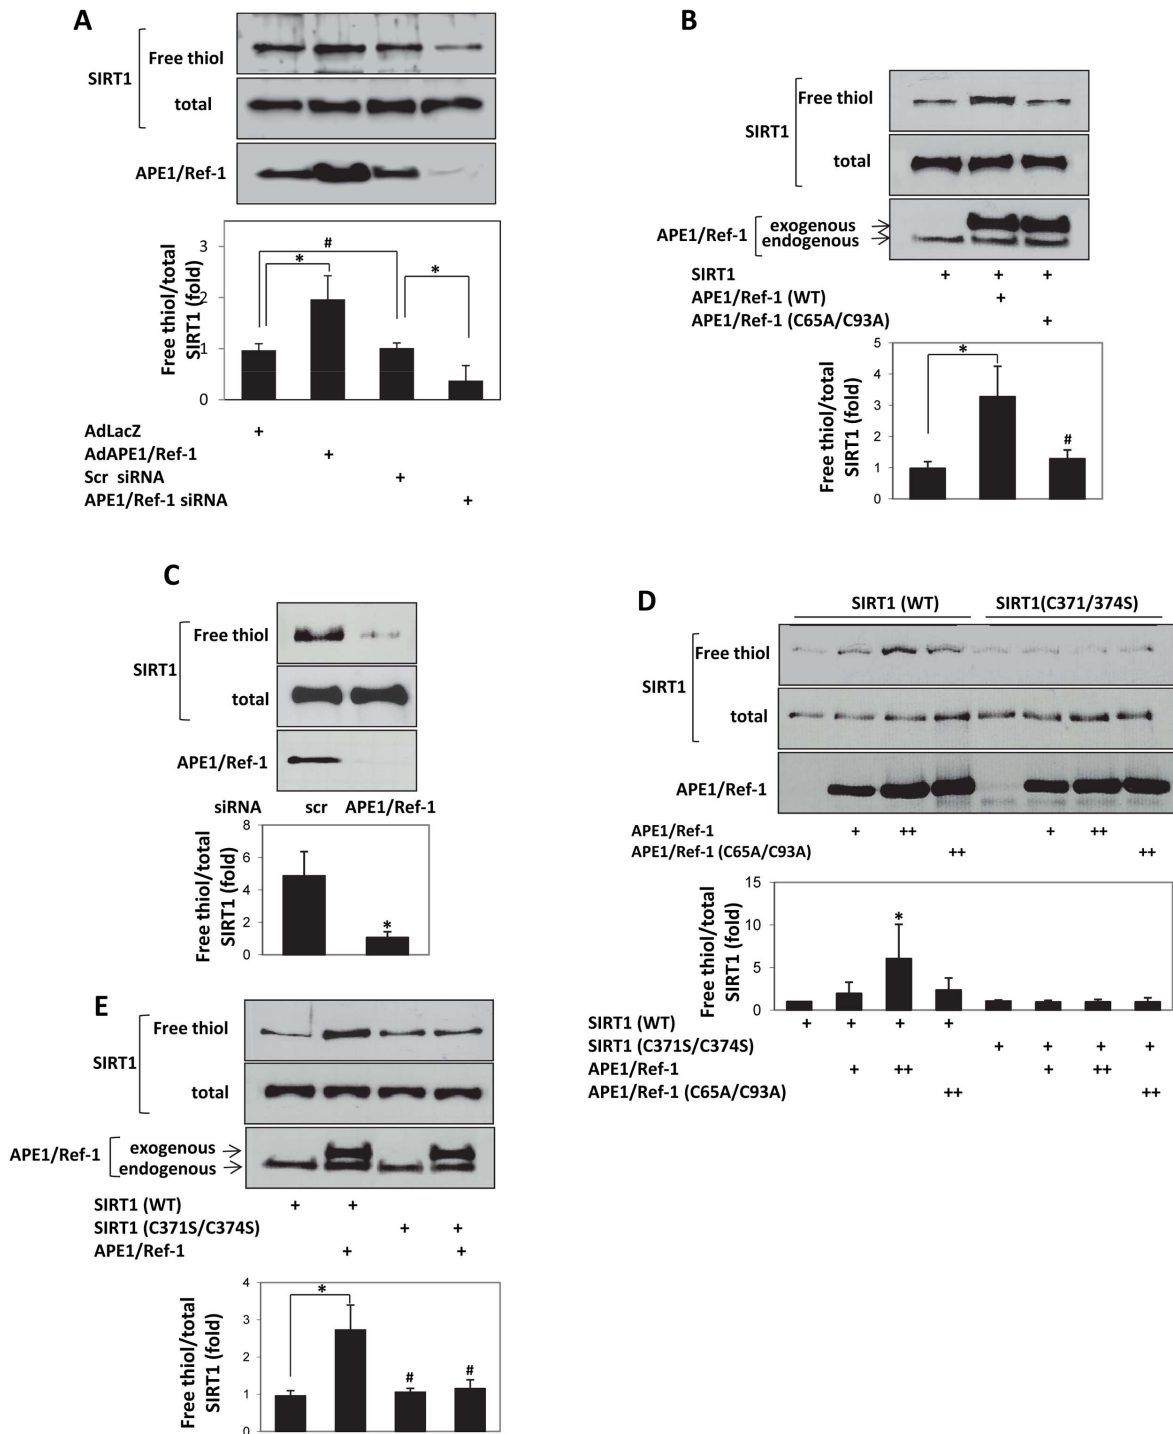 A
SIRT1
Free thiol
total
APE1/Ref-1
Free thiol/total
SIRT1 (fold)
3
2
1
0
#
*
*
AdLacZ +
AdAPE1/Ref-1 +
Scr siRNA +
APE1/Ref-1 siRNA +
B
SIRT1
Free thiol
total
APE1/Ref-1
exogenous
endogenous
SIRT1 + + +
APE1/Ref-1 (WT) +
APE1/Ref-1 (C65A/C93A) +
Free thiol/total
SIRT1 (fold)
5
4
3
2
1
0
*
#
C
SIRT1
Free thiol
total
APE1/Ref-1
siRNA scr APE1/Ref-1
Free thiol/total
SIRT1 (fold)
8
6
4
2
0
*
D
SIRT1 (WT) SIRT1(C371/374S)
SIRT1
Free thiol
total
APE1/Ref-1
APE1/Ref-1 + ++ + ++
APE1/Ref-1 (C65A/C93A) ++ ++
Free thiol/total
SIRT1 (fold)
15
10
5
0
*
SIRT1 (WT) + + + +
SIRT1 (C371S/C374S) + + + +
APE1/Ref-1 + ++ + ++
APE1/Ref-1 (C65A/C93A) ++ ++
E
SIRT1
Free thiol
total
APE1/Ref-1
exogenous
endogenous
SIRT1 (WT) + +
SIRT1 (C371S/C374S) + +
APE1/Ref-1 + +
Free thiol/total
SIRT1 (fold)
4
3
2
1
0
*
#
#